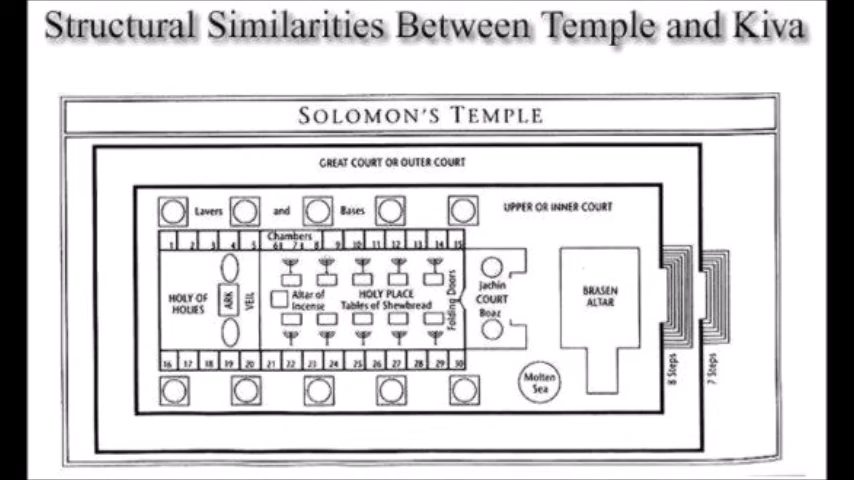 Structural Similarities Between Temple and Kiva
SOLOMON'S TEMPLE
GREAT COURT OR OUTER COURT
Lavers and Bases
UPPER OR INNER COURT
Chambers
1 2 3 4 5 6 7 8 9 10 11 12 13 14 15
HOLY OF HOLIES
ARK
VEIL
Altar of
Incense
HOLY PLACE
Tables of Shewbread
Folding Doors
Jachin
COURT
Boaz
BRASEN
ALTAR
16 17 18 19 20 21 22 23 24 25 26 27 28 29 30
Molten
Sea
8 Steps
7 Steps